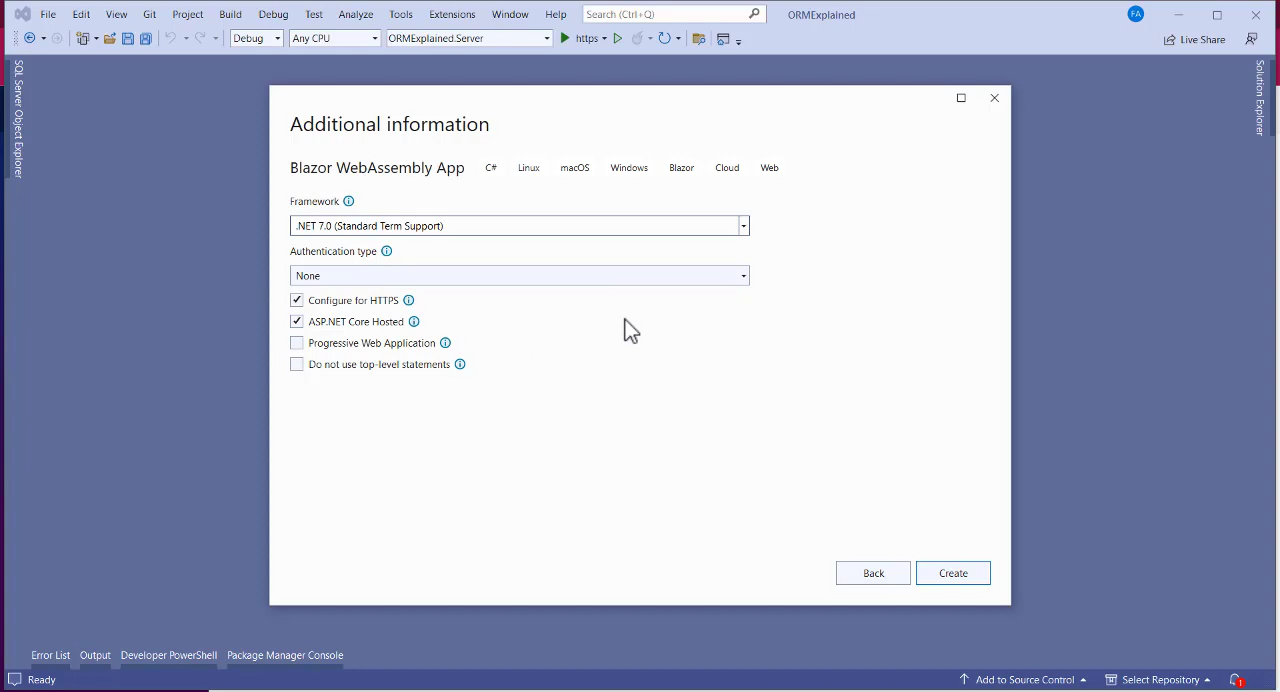 File Edit View Git Project Build Debug Test Analyze Tools Extensions Window Help Search (Ctrl+Q) ORMExplained FA
Debug Any CPU ORMExplained.Server https Live Share
SQL Server Object Explorer
Solution Explorer
Additional information
Blazor WebAssembly App C# Linux macOS Windows Blazor Cloud Web
Framework
.NET 7.0 (Standard Term Support)
Authentication type
None
Configure for HTTPS
ASP.NET Core Hosted
Progressive Web Application
Do not use top-level statements
Back Create
Error List Output Developer PowerShell Package Manager Console
Ready Add to Source Control Select Repository 1